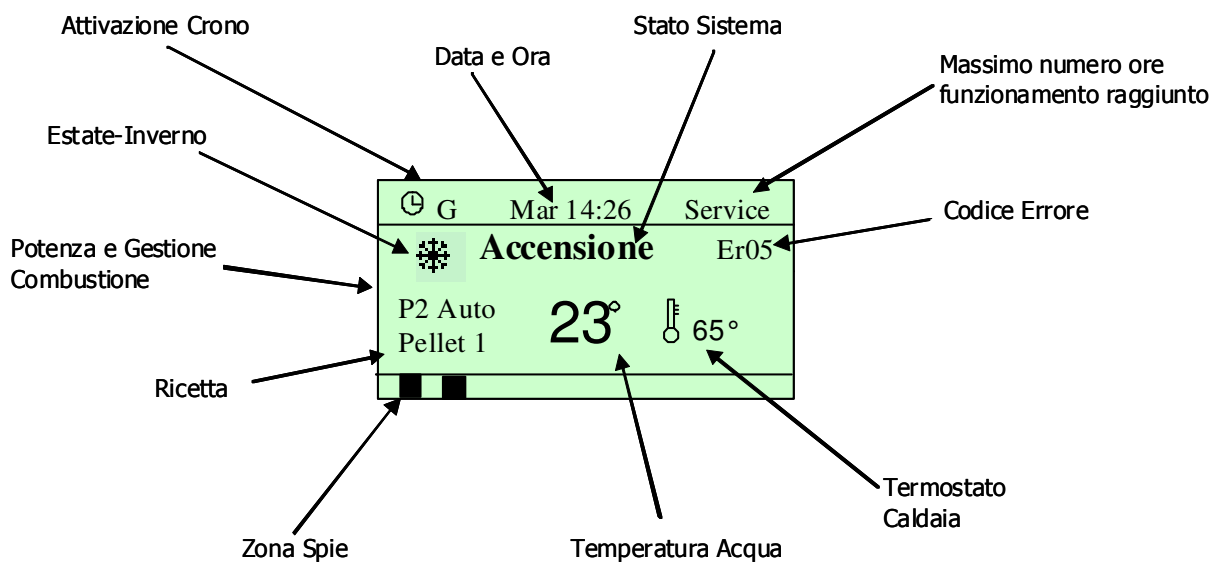 Attivazione Crono
Stato Sistema
Data e Ora
Massimo numero ore
funzionamento raggiunto
Estate-Inverno
G Mar 14:26 Service
Codice Errore
Accensione Er05
Potenza e Gestione
Combustione
P2 Auto
23° 65°
Pellet 1
Ricetta
Termostato
Caldaia
Zona Spie
Temperatura Acqua